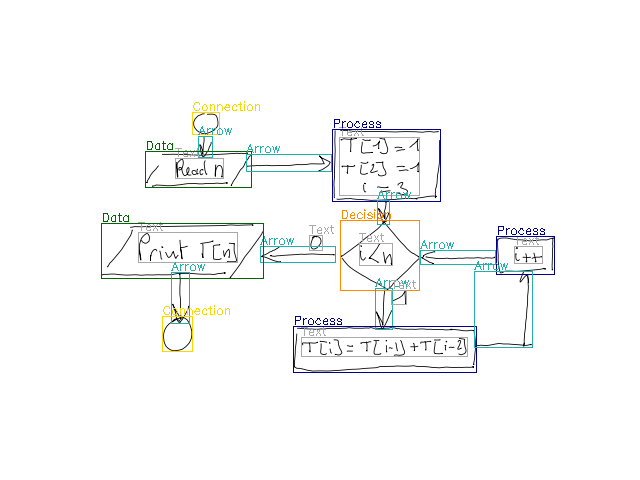 Connection
Arrow
Data
Text
Read n
Arrow
Process
Text
T[1]=1
T[2]=1
i=3
Arrow
Decision
Text
i<n
Text
0
Arrow
Data
Text
Print T[n]
Arrow
Connection
Arrow
Process
Text
i++
Arrow
Text
1
Arrow
Process
Text
T[i]=T[i-1]+T[i-2]